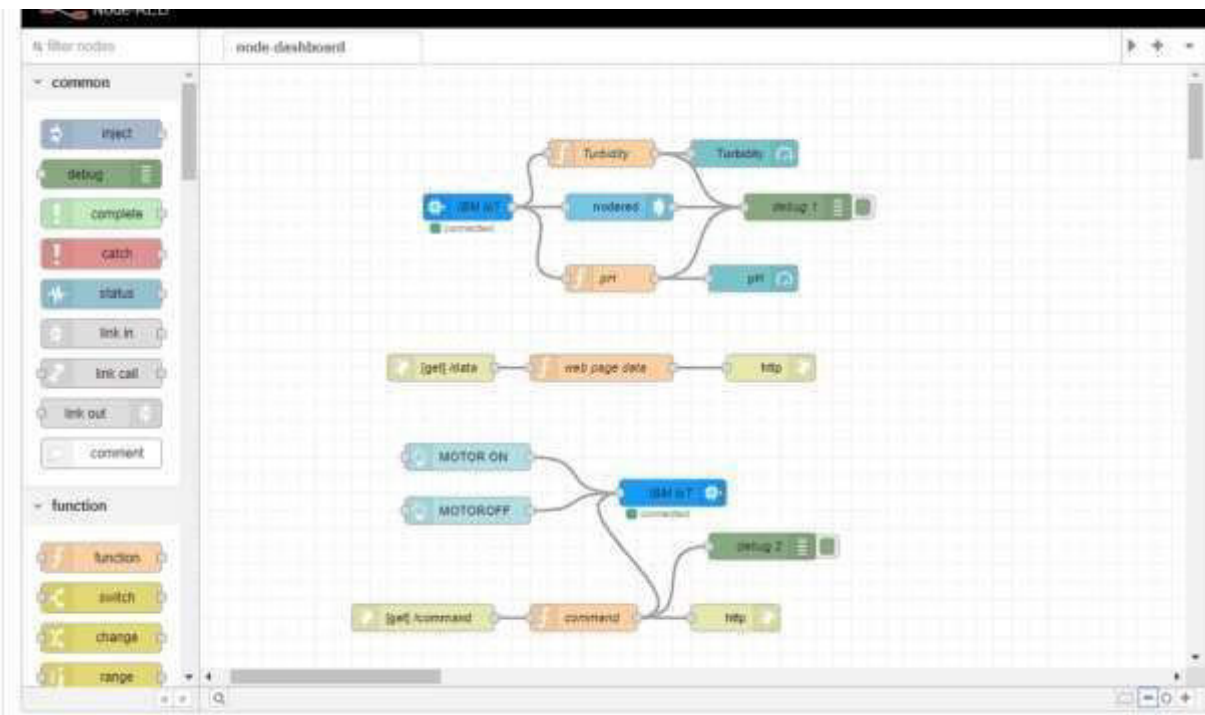 Node-RED
filter nodes
node-dashboard
common
inject
debug
complete
catch
status
link in
link call
link out
comment
function
function
switch
change
range
Turbidity
Turbidity
IBM IoT
connected
nodered
debug 1
pH
pH
[get] /data
web page data
http
MOTOR ON
MOTOROFF
IBM IoT
connected
debug 2
[get] /command
command
http